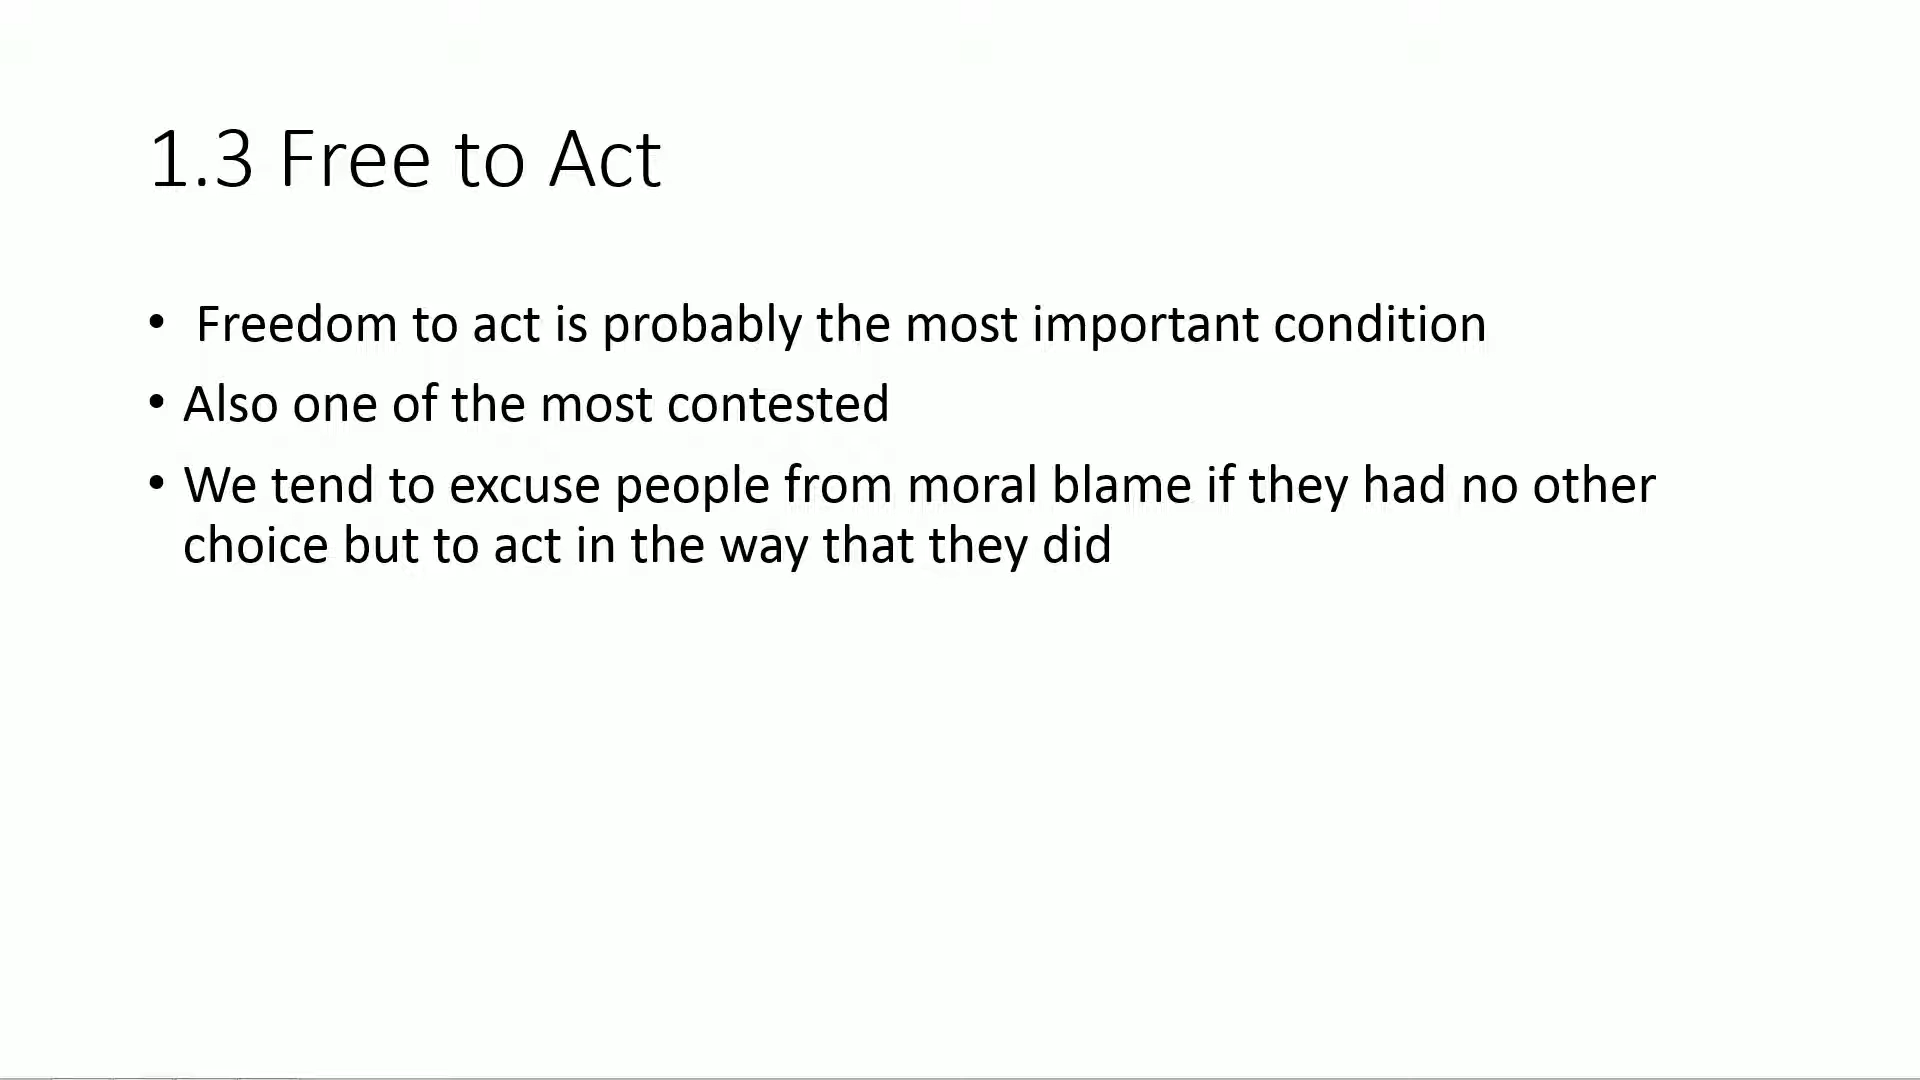 1.3 Free to Act
• Freedom to act is probably the most important condition
• Also one of the most contested
• We tend to excuse people from moral blame if they had no other
choice but to act in the way that they did